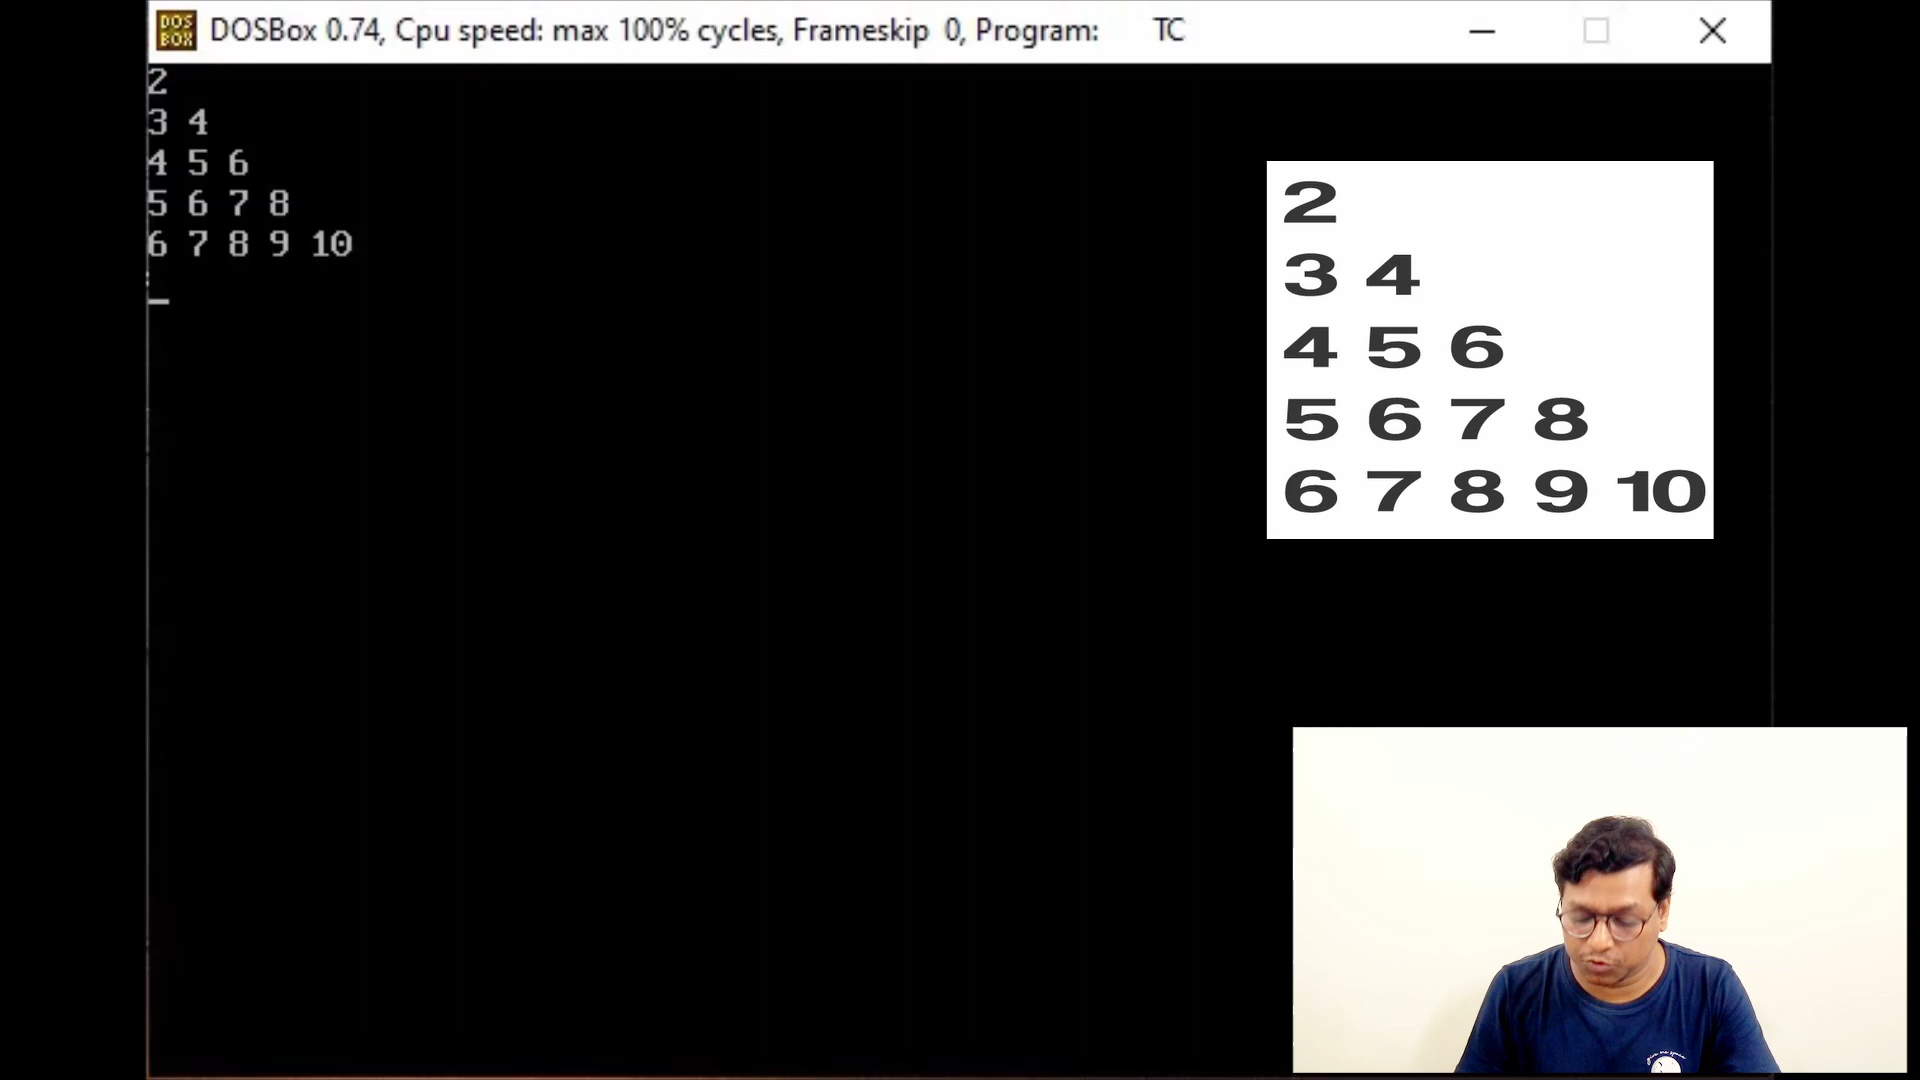 DOS
BOX
DOSBox 0.74, Cpu speed: max 100% cycles, Frameskip 0, Program: TC
2
3 4
4 5 6
5 6 7 8
6 7 8 9 10
2
3 4
4 5 6
5 6 7 8
6 7 8 9 10